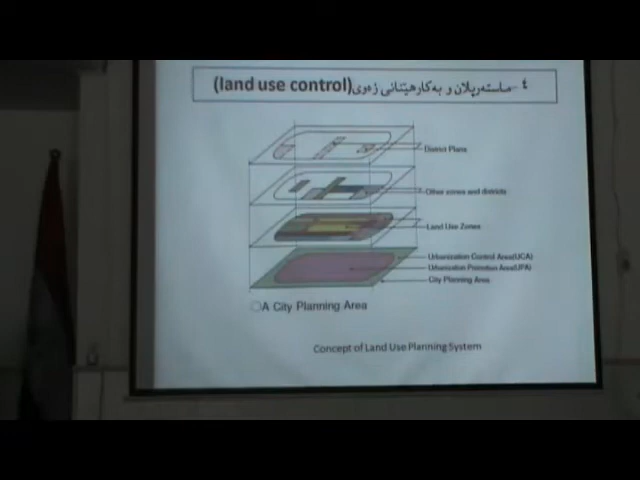 ٤-ماستەرپلان و بەکارهێنانی زەوی(land use control)
District Plans
Other zones and districts
Land Use Zones
Urbanization Control Area(UCA)
Urbanization Promotion Area(UPA)
City Planning Area
A City Planning Area
Concept of Land Use Planning System